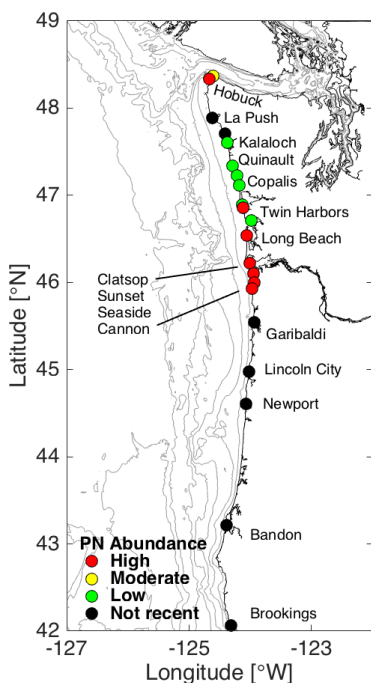 49
48
47
46
45
44
43
42
Latitude [°N]
Hobuck
La Push
Kalaloch
Quinault
Copalis
Twin Harbors
Long Beach
Clatsop
Sunset
Seaside
Cannon
Garibaldi
Lincoln City
Newport
Bandon
Brookings
PN Abundance
High
Moderate
Low
Not recent
-127
-125
-123
Longitude [°W]